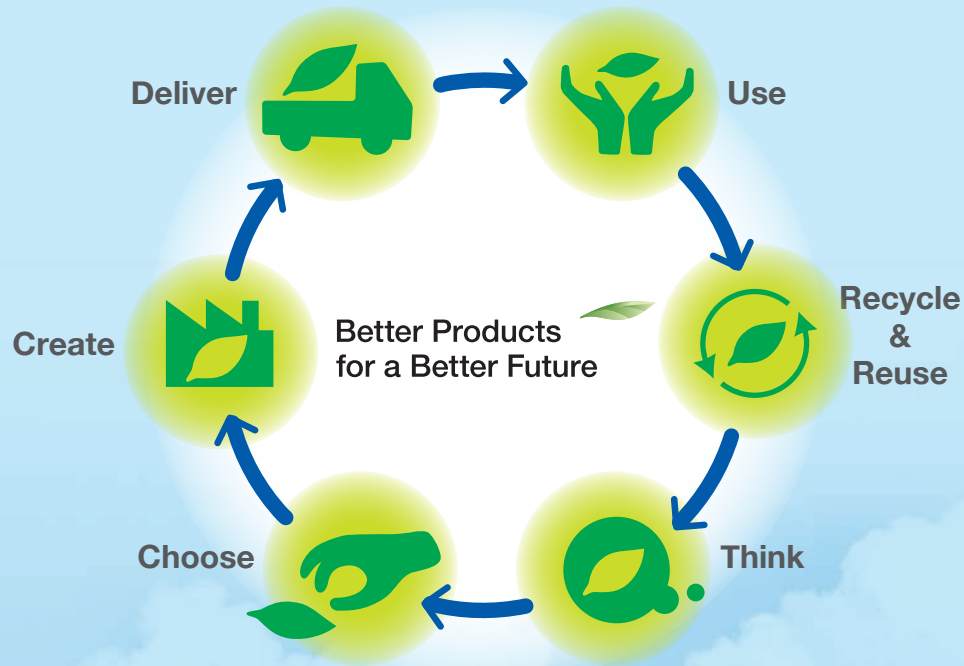 Deliver
Use
Recycle
&
Reuse
Create
Better Products
for a Better Future
Choose
Think